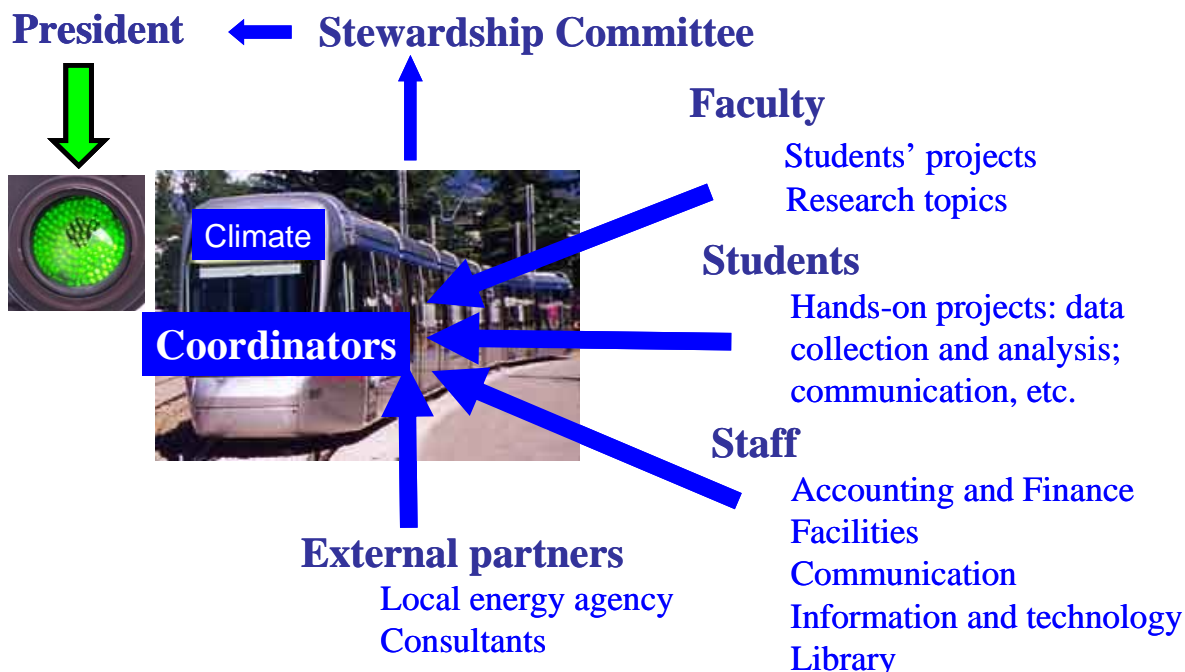 President
Stewardship Committee
Climate
Coordinators
Faculty
Students’ projects
Research topics
Students
Hands-on projects: data
collection and analysis;
communication, etc.
Staff
Accounting and Finance
Facilities
Communication
Information and technology
Library
External partners
Local energy agency
Consultants